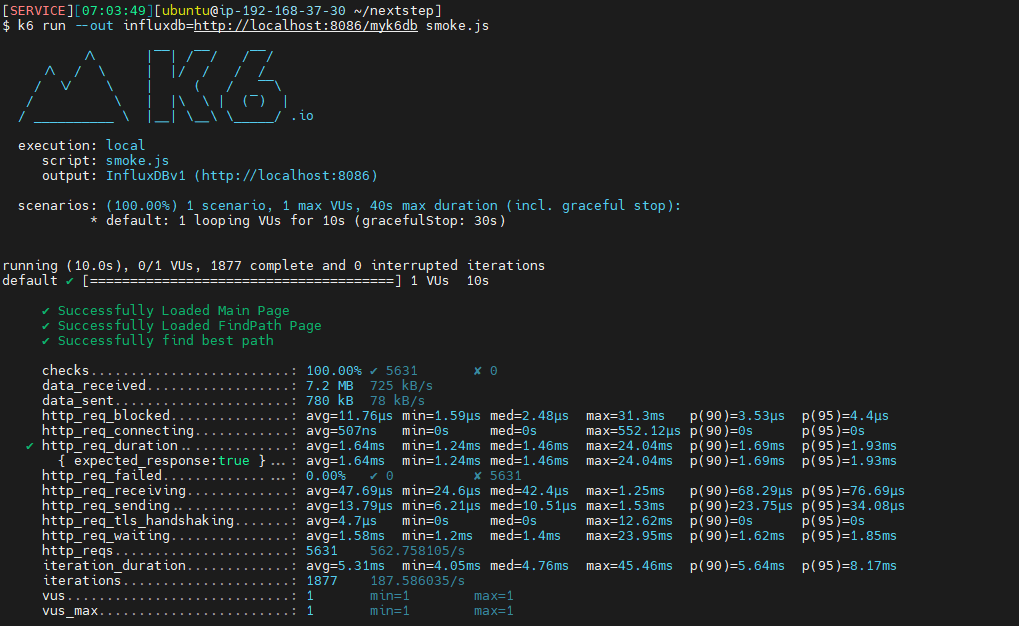 [SERVICE][07:03:49][ubuntu@ip-192-168-37-30 ~/nextstep]
$ k6 run --out influxdb=http://localhost:8086/myk6db smoke.js
.io
execution: local
script: smoke.js
output: InfluxDBv1 (http://localhost:8086)
scenarios: (100.00%) 1 scenario, 1 max VUs, 40s max duration (incl. graceful stop):
* default: 1 looping VUs for 10s (gracefulStop: 30s)
running (10.0s), 0/1 VUs, 1877 complete and 0 interrupted iterations
default ✔ [======================================] 1 VUs  10s
✔ Successfully Loaded Main Page
✔ Successfully Loaded FindPath Page
✔ Successfully find best path
checks.........................: 100.00% ✔ 5631 ✘ 0
data_received..................: 7.2 MB 725 kB/s
data_sent......................: 780 kB 78 kB/s
http_req_blocked...............: avg=11.76µs min=1.59µs med=2.48µs max=31.3ms p(90)=3.53µs p(95)=4.4µs
http_req_connecting............: avg=507ns min=0s med=0s max=552.12µs p(90)=0s p(95)=0s
✔ http_req_duration..............: avg=1.64ms min=1.24ms med=1.46ms max=24.04ms p(90)=1.69ms p(95)=1.93ms
{ expected_response:true }...: avg=1.64ms min=1.24ms med=1.46ms max=24.04ms p(90)=1.69ms p(95)=1.93ms
http_req_failed................: 0.00% ✔ 0 ✘ 5631
http_req_receiving.............: avg=47.69µs min=24.6µs med=42.4µs max=1.25ms p(90)=68.29µs p(95)=76.69µs
http_req_sending...............: avg=13.79µs min=6.21µs med=10.51µs max=1.53ms p(90)=23.75µs p(95)=34.08µs
http_req_tls_handshaking.......: avg=4.7µs min=0s med=0s max=12.62ms p(90)=0s p(95)=0s
http_req_waiting...............: avg=1.58ms min=1.2ms med=1.4ms max=23.95ms p(90)=1.62ms p(95)=1.85ms
http_reqs......................: 5631 562.758105/s
iteration_duration.............: avg=5.31ms min=4.05ms med=4.76ms max=45.46ms p(90)=5.64ms p(95)=8.17ms
iterations.....................: 1877 187.586035/s
vus............................: 1 min=1 max=1
vus_max........................: 1 min=1 max=1